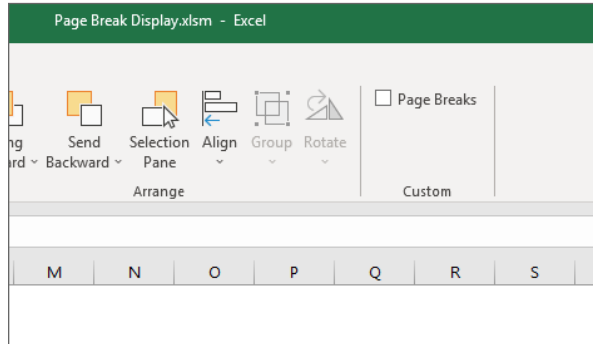 Page Break Display.xlsm - Excel
Page Breaks
Send Selection Align Group Rotate
Backward Pane
Arrange Custom
M N O P Q R S